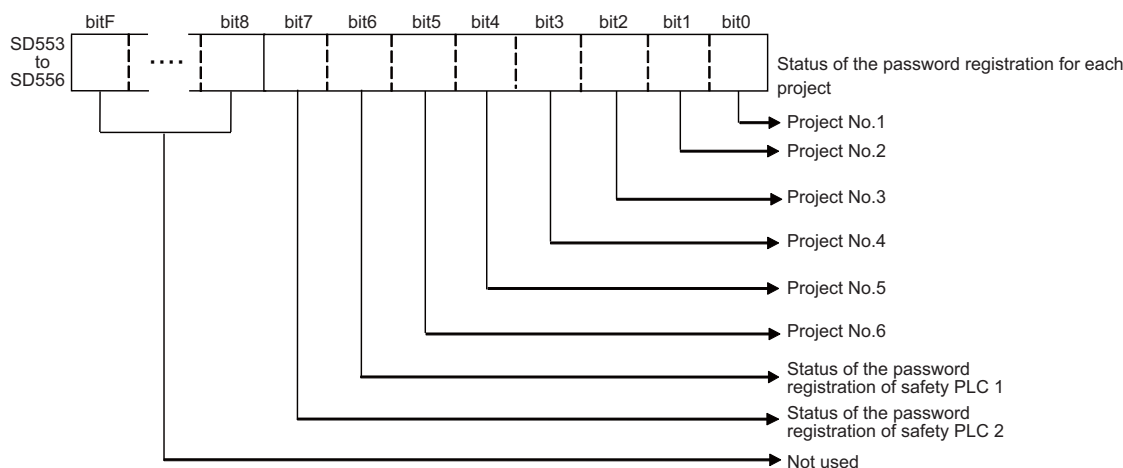 bitF bit8 bit7 bit6 bit5 bit4 bit3 bit2 bit1 bit0
SD553
to
SD556
....
Status of the password registration for each
project
Project No.1
Project No.2
Project No.3
Project No.4
Project No.5
Project No.6
Status of the password
registration of safety PLC 1
Status of the password
registration of safety PLC 2
Not used